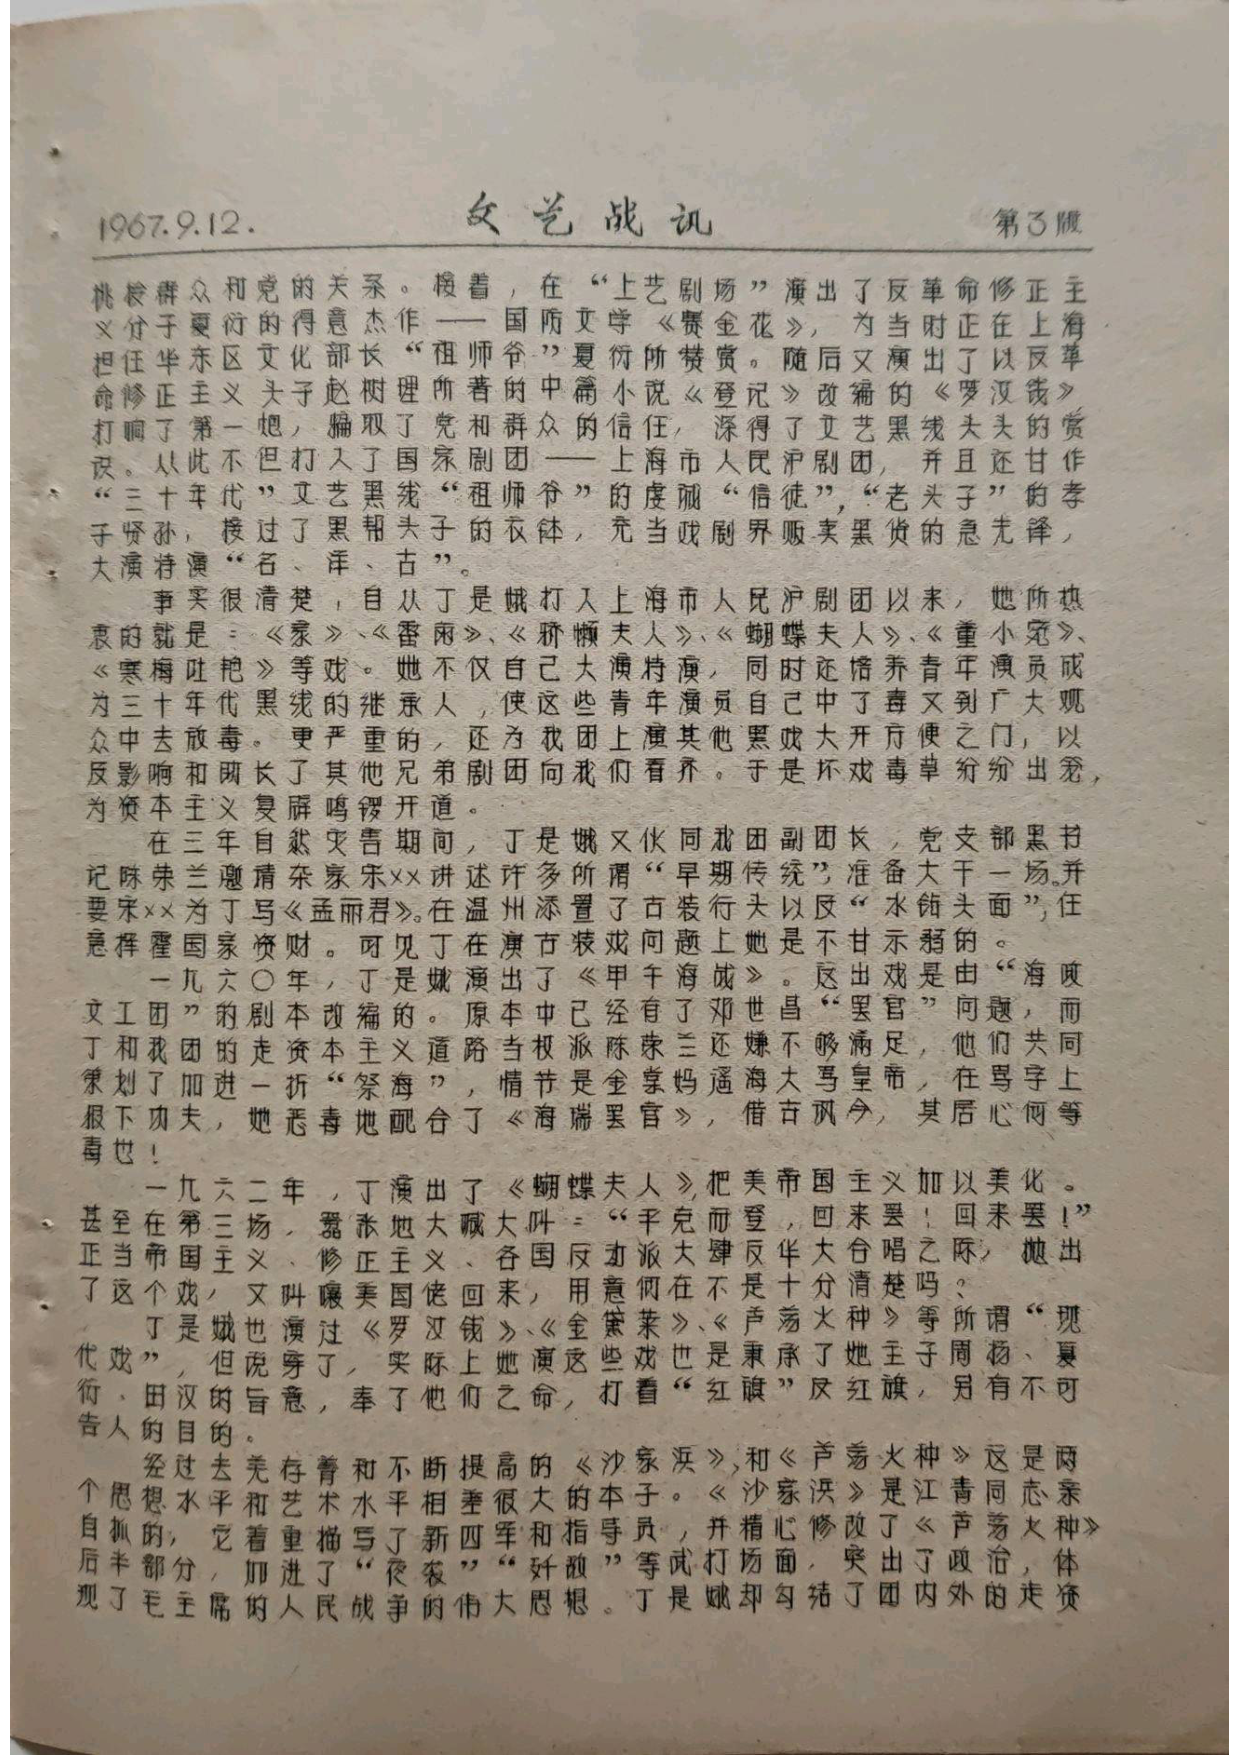 1967.9.12.
文艺战讯
第3版
挑拨群众和党的关系。接着，在“上艺剧场”演出了反革命修正主
义分子夏衍的得意杰作——国防文学《赛金花》，为当时正在上海
担任华东区文化部长“祖师爷”夏衍所赞赏。随后又演出了以反革
命修正主义头子赵树理所著的中篇小说《登记》改编的《罗汉钱》，
打响了第一炮，骗取了党和群众的信任，深得了文艺黑线头头的赏
识。从此不但打入了国家剧团——上海市人民沪剧团，并且还甘作
“三十年代”文艺黑线“祖师爷”的虔诚“信徒”，“老头子”的孝
子贤孙，接过了黑帮头子的衣钵，充当戏剧界贩卖黑货的急先锋，
大演特演“名、洋、古”。
事实很清楚，自从丁是娥打入上海市人民沪剧团以来，她所热
衷的就是：《家》、《雷雨》、《骄懒夫人》、《蝴蝶夫人》、《董小宛》、
《寒梅吐艳》等戏。她不仅自己大演特演，同时还培养青年演员成
为三十年代黑线的继承人，使这些青年演员自己中了毒又到广大观
众中去放毒。更严重的，还为我团上演其他黑戏大开方便之门，以
及影响和助长了其他兄弟剧团向我们看齐。于是坏戏毒草纷纷出笼，
为资本主义复辟鸣锣开道。
在三年自然灾害期间，丁是娥又伙同我团副团长，党支部黑书
记陈荣兰邀请杂家宋××讲述许多所谓“早期传统”，准备大干一场。并
要宋××为丁写《孟丽君》。在温州添置了古装行头以及“水钻头面”，任
意挥霍国家资财。可见丁在演古装戏问题上她是不甘示弱的。
一九六〇年，丁是娥演出了《甲午海战》。这出戏是由“海政
文工团”的剧本改编的。原本中已经有了邓世昌“罢官”问题，而
丁和我团的走资本主义道路当权派陈荣兰还嫌不够满足，他们共同
策划了加进一折“祭海”，情节是金堂妈遥海大骂皇帝，在骂字上
狠下功夫，她恶毒地配合了《海瑞罢官》，借古讽今，其居心何等
毒也！
一九六二年，丁演出了《蝴蝶夫人》，把美帝国主义加以美化。
甚至在第三场，嚣张地大喊大叫：“平克而登，回来罢！回来罢！”
正当帝国主义、修正主义、各国反动派大肆反华大合唱之际，抛出
了这个戏，又叫嚷美国佬回来，用意何在不是十分清楚吗？
丁是娥也演过《罗汉钱》、《金黛莱》、《芦荡火种》等所谓“现
代戏”，但说穿了，实际上她演这些戏也是秉承了她主子周扬、夏
衍、田汉的旨意，奉了他们之命，打着“红旗”反红旗，另有不可
告人的目的。
经过去芜存菁和不断提高的《沙家浜》，和《芦荡火种》这是两
个思想水平和艺术水平相差很大的本子。《沙家浜》是江青同志亲
自抓的，它着重描写了新四军和指导员，并精心修改了《芦荡火种》
后半部分，加进了“夜袭”“歼敌”等武打场面，突出了政治，体
现了毛主席的人民战争的伟大思想。丁是娥却勾结了团内外的走资